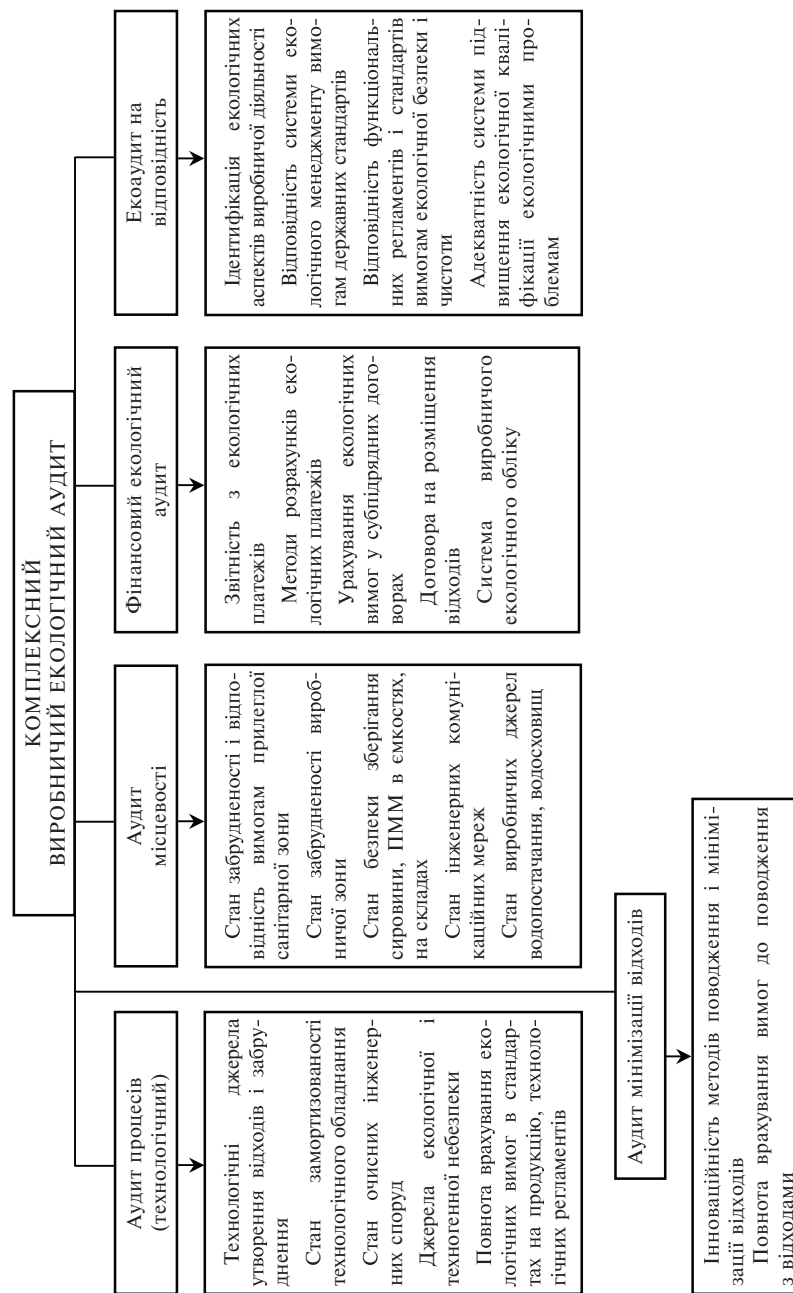 КОМПЛЕКСНИЙ
ВИРОБНИЧИЙ ЕКОЛОГІЧНИЙ АУДИТ
Аудит процесів
(технологічний)
Технологічні джерела
утворення відходів і забру-
днення
Стан замортизованості
технологічного обладнання
Стан очисних інженер-
них споруд
Джерела екологічної і
техногенної небезпеки
Повнота врахування еко-
логічних вимог в стандар-
тах на продукцію, техноло-
гічних регламентів
Аудит
місцевості
Стан забрудненості і відпо-
відність вимогам прилеглої
санітарної зони
Стан забрудненості вироб-
ничої зони
Стан безпеки зберігання
сировини, ПММ в ємкостях,
на складах
Стан інженерних комуні-
каційних мереж
Стан виробничих джерел
водопостачання, водосховищ
Фінансовий екологічний
аудит
Звітність з екологічних
платежів
Методи розрахунків еко-
логічних платежів
Урахування екологічних
вимог у субпідрядних дого-
ворах
Договора на розміщення
відходів
Система виробничого
екологічного обліку
Екоаудит на
відповідність
Ідентифікація екологічних
аспектів виробничої діяльності
Відповідність системи еко-
логічного менеджменту вимо-
гам державних стандартів
Відповідність функціональ-
них регламентів і стандартів
вимогам екологічної безпеки і
чистоти
Адекватність системи під-
вищення екологічної квалі-
фікації екологічними про-
блемам
Аудит мінімізації відходів
Інноваційність методів поводження і мінімі-
зації відходів
Повнота врахування вимог до поводження
з відходами